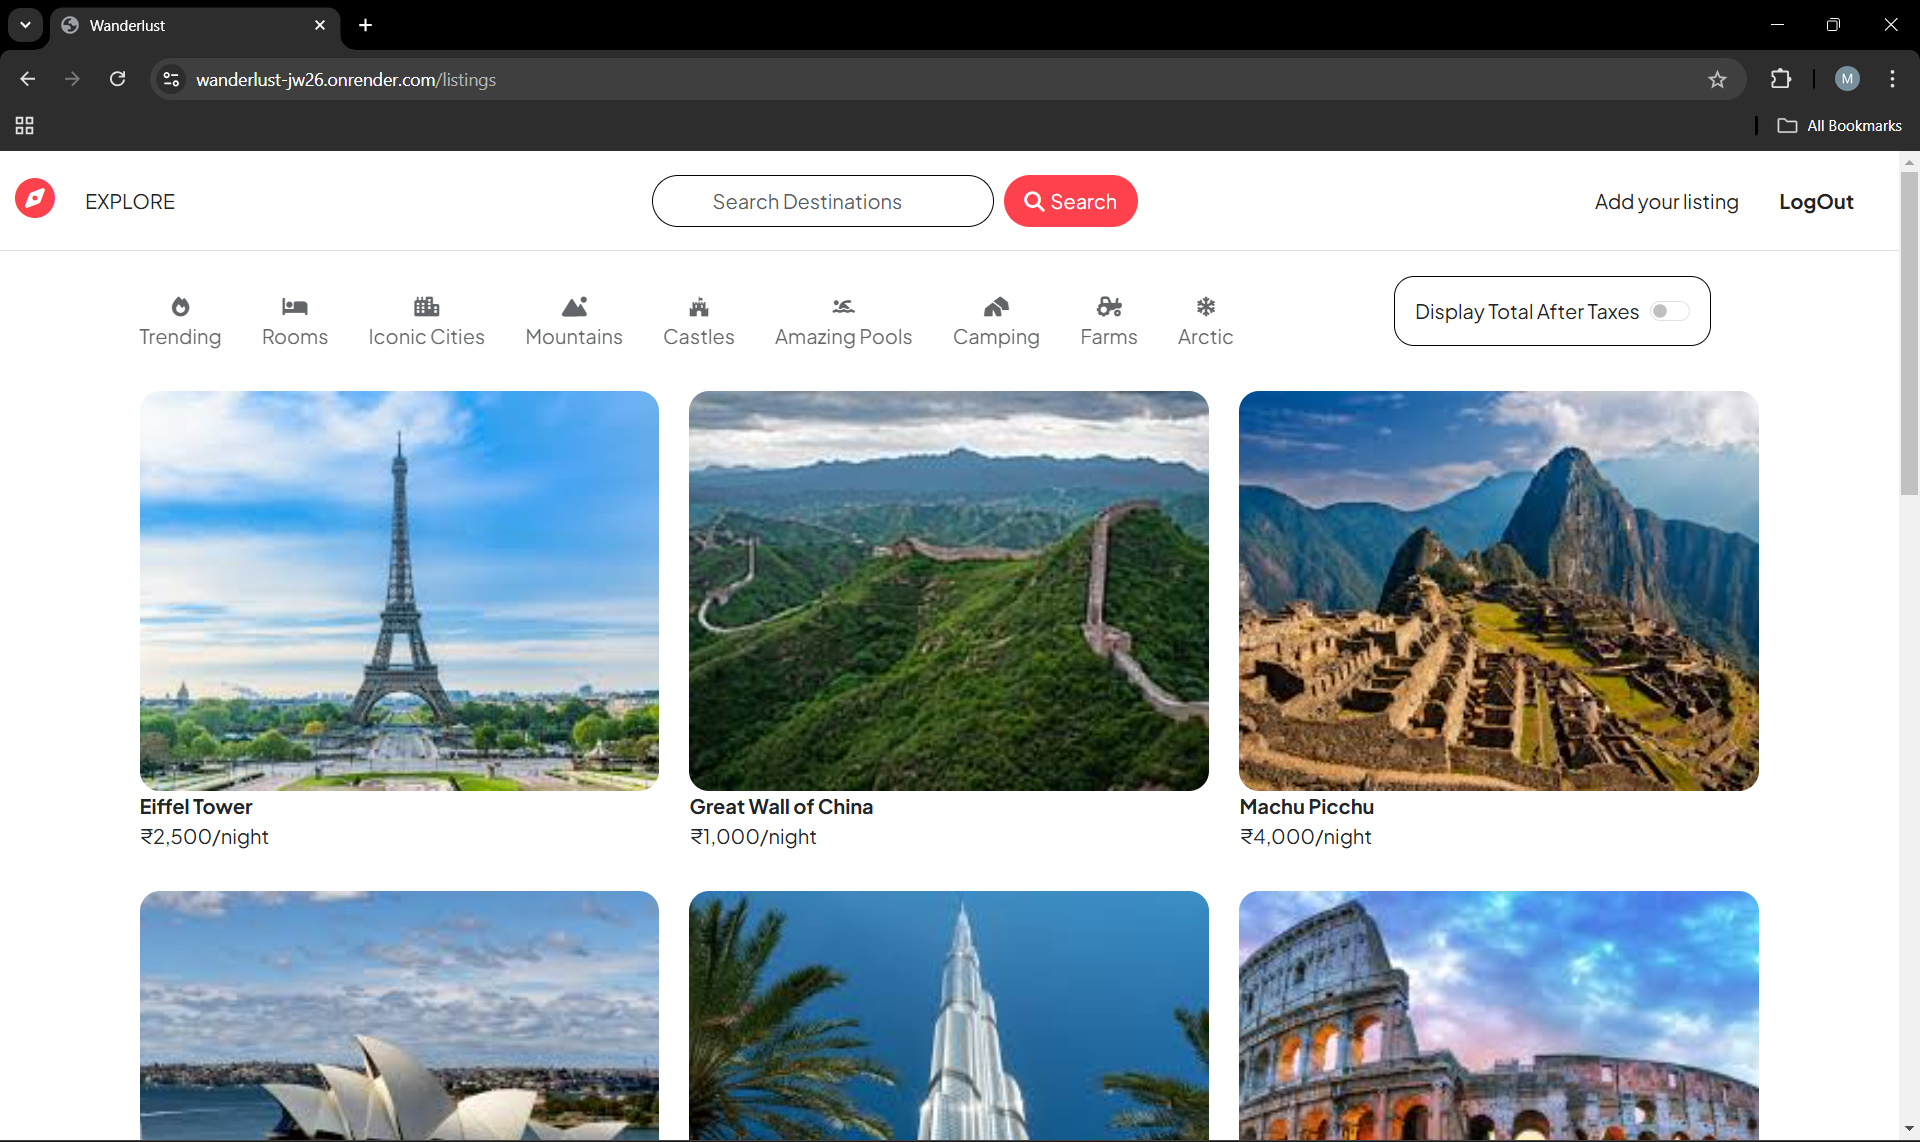 Wanderlust
wanderlust-jw26.onrender.com/listings
M
All Bookmarks
EXPLORE
Search Destinations
Search
Add your listing
LogOut
Trending
Rooms
Iconic Cities
Mountains
Castles
Amazing Pools
Camping
Farms
Arctic
Display Total After Taxes
Eiffel Tower
₹2,500/night
Great Wall of China
₹1,000/night
Machu Picchu
₹4,000/night